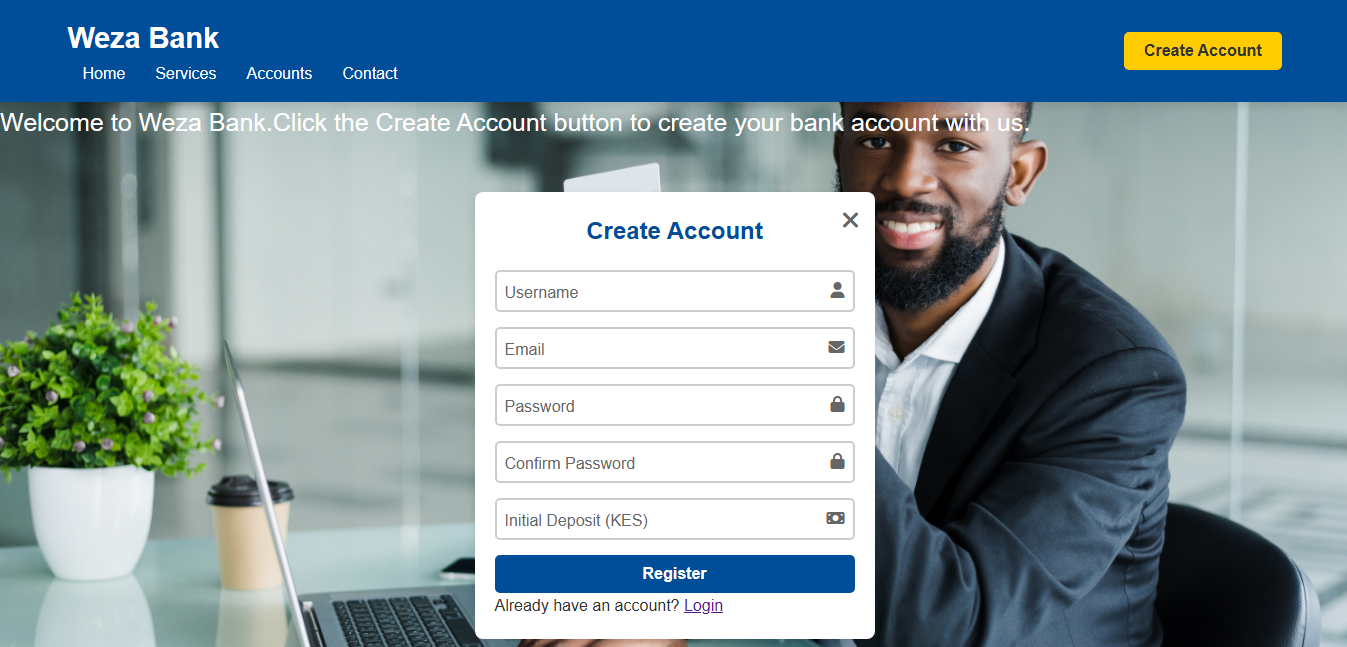 Weza Bank
Home Services Accounts Contact
Create Account
Welcome to Weza Bank.Click the Create Account button to create your bank account with us.
Create Account
Username
Email
Password
Confirm Password
Initial Deposit (KES)
Register
Already have an account? Login